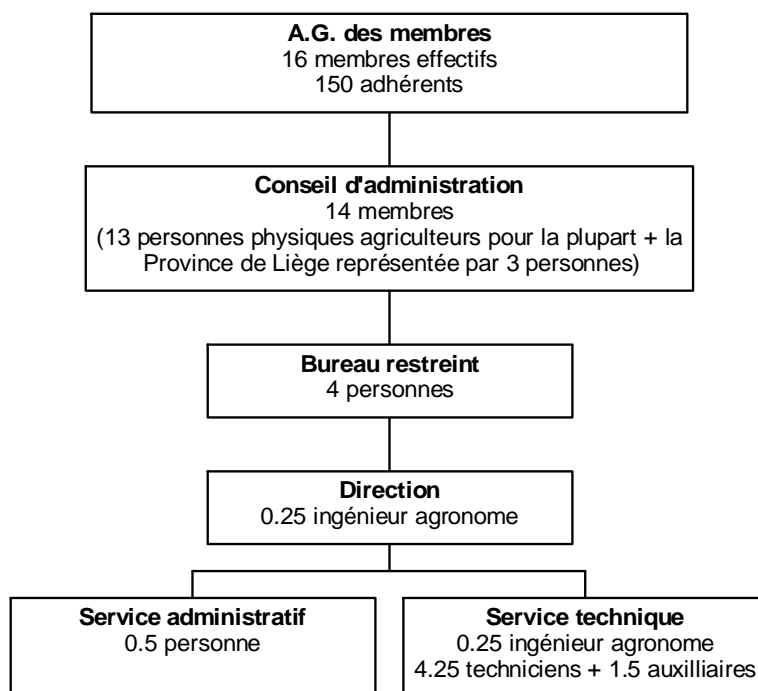 A.G. des membres
16 membres effectifs
150 adhérents
Conseil d'administration
14 membres
(13 personnes physiques agriculteurs pour la plupart + la
Province de Liège représentée par 3 personnes)
Bureau restreint
4 personnes
Direction
0.25 ingénieur agronome
Service administratif
0.5 personne
Service technique
0.25 ingénieur agronome
4.25 techniciens + 1.5 auxilliaires